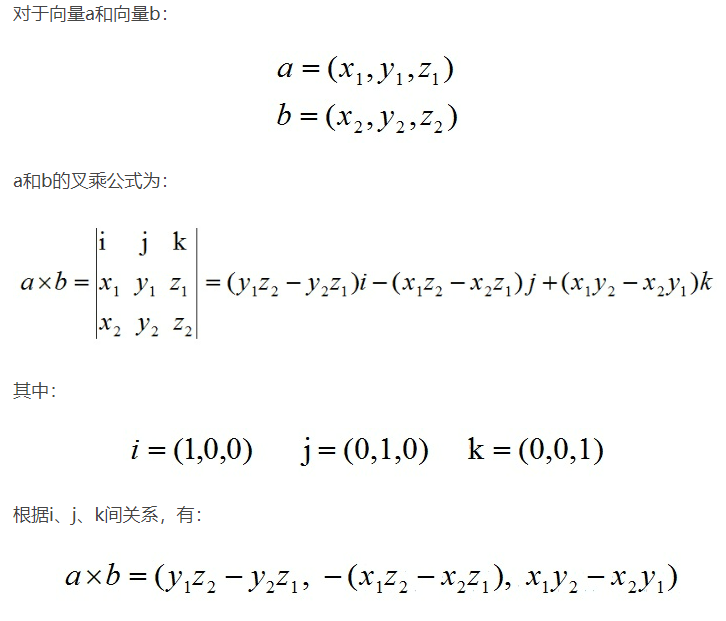 对于向量a和向量b：
a = (x₁, y₁, z₁)
b = (x₂, y₂, z₂)
a和b的叉乘公式为：
a×b = |i j k; x₁ y₁ z₁; x₂ y₂ z₂| = (y₁z₂ − y₂z₁)i − (x₁z₂ − x₂z₁)j + (x₁y₂ − x₂y₁)k
其中：
i = (1,0,0) j = (0,1,0) k = (0,0,1)
根据i、j、k间关系，有：
a×b = (y₁z₂ − y₂z₁, −(x₁z₂ − x₂z₁), x₁y₂ − x₂y₁)